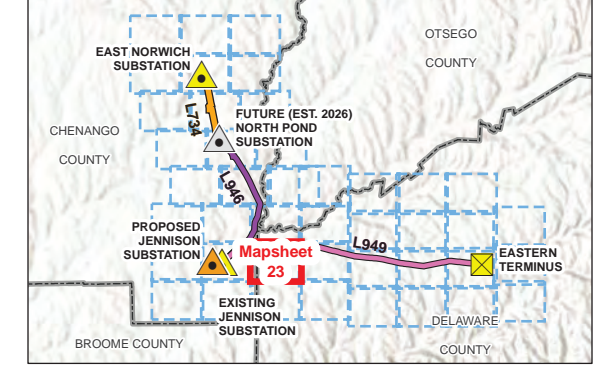 OTSEGO
COUNTY
EAST NORWICH
SUBSTATION
L734
FUTURE (EST. 2026)
NORTH POND
SUBSTATION
CHENANGO
COUNTY
L946
PROPOSED
JENNISON
SUBSTATION
Mapsheet
23
L949
EASTERN
TERMINUS
EXISTING
JENNISON
SUBSTATION
DELAWARE
COUNTY
BROOME COUNTY